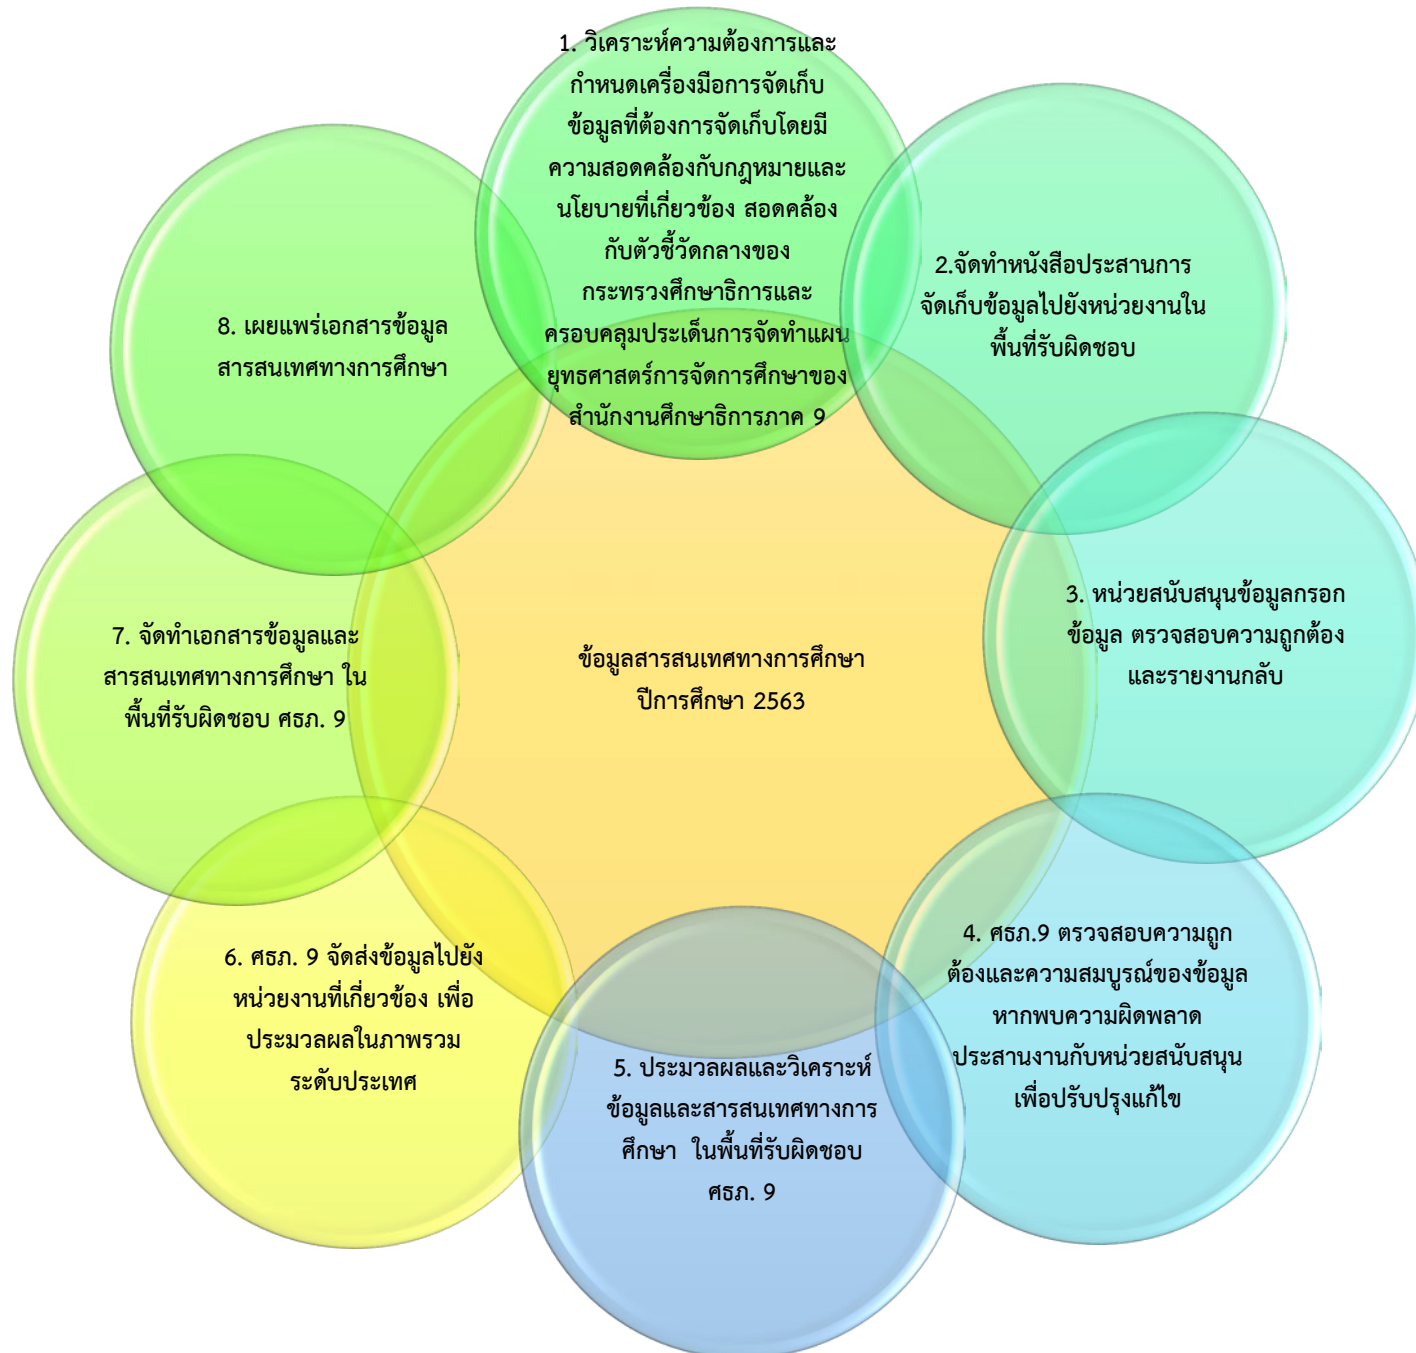 1. วิเคราะห์ความต้องการและ
กำหนดเครื่องมือการจัดเก็บ
ข้อมูลที่ต้องการจัดเก็บโดยมี
ความสอดคล้องกับกฎหมายและ
นโยบายที่เกี่ยวข้อง สอดคล้อง
กับตัวชี้วัดกลางของ
กระทรวงศึกษาธิการและ
ครอบคลุมประเด็นการจัดทำแผน
ยุทธศาสตร์การจัดการศึกษาของ
สำนักงานศึกษาธิการภาค 9
2.จัดทำหนังสือประสานการ
จัดเก็บข้อมูลไปยังหน่วยงานใน
พื้นที่รับผิดชอบ
3. หน่วยสนับสนุนข้อมูลกรอก
ข้อมูล ตรวจสอบความถูกต้อง
และรายงานกลับ
4. ศธภ.9 ตรวจสอบความถูก
ต้องและความสมบูรณ์ของข้อมูล
หากพบความผิดพลาด
ประสานงานกับหน่วยสนับสนุน
เพื่อปรับปรุงแก้ไข
5. ประมวลผลและวิเคราะห์
ข้อมูลและสารสนเทศทางการ
ศึกษา ในพื้นที่รับผิดชอบ
ศธภ. 9
6. ศธภ. 9 จัดส่งข้อมูลไปยัง
หน่วยงานที่เกี่ยวข้อง เพื่อ
ประมวลผลในภาพรวม
ระดับประเทศ
7. จัดทำเอกสารข้อมูลและ
สารสนเทศทางการศึกษา ใน
พื้นที่รับผิดชอบ ศธภ. 9
8. เผยแพร่เอกสารข้อมูล
สารสนเทศทางการศึกษา
ข้อมูลสารสนเทศทางการศึกษา
ปีการศึกษา 2563